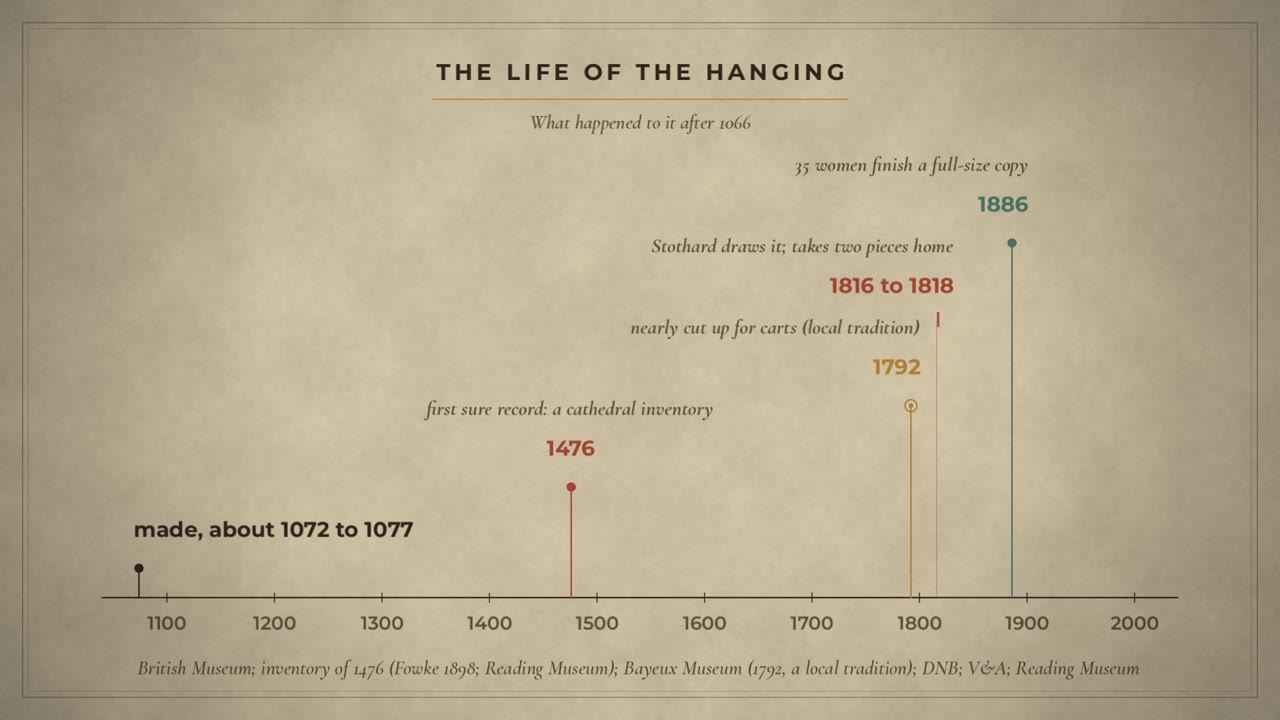 THE LIFE OF THE HANGING
What happened to it after 1066
35 women finish a full-size copy
1886
Stothard draws it; takes two pieces home
1816 to 1818
nearly cut up for carts (local tradition)
1792
first sure record: a cathedral inventory
1476
made, about 1072 to 1077
1100 1200 1300 1400 1500 1600 1700 1800 1900 2000
British Museum; inventory of 1476 (Fowke 1898; Reading Museum); Bayeux Museum (1792, a local tradition); DNB; V&A; Reading Museum